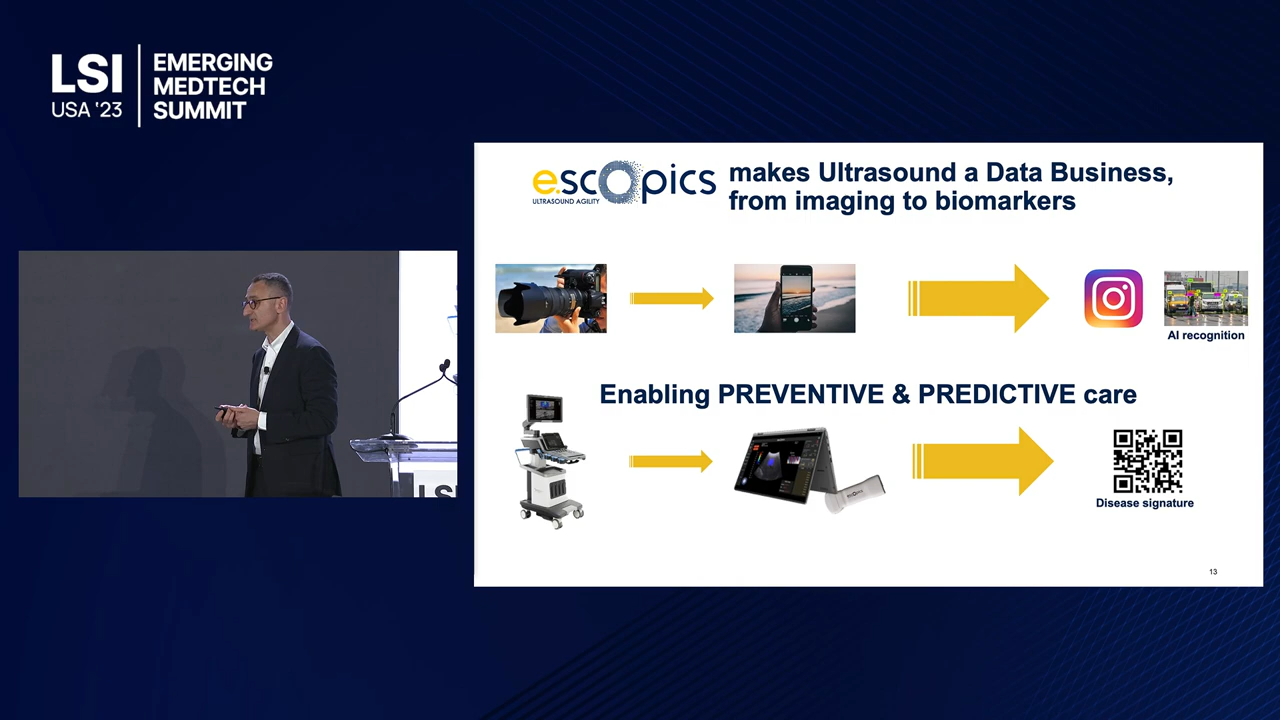 LSI
USA '23
EMERGING
MEDTECH
SUMMIT
e.scopics
ULTRASOUND AGILITY
makes Ultrasound a Data Business,
from imaging to biomarkers
AI recognition
Enabling PREVENTIVE & PREDICTIVE care
Disease signature
13
LSI